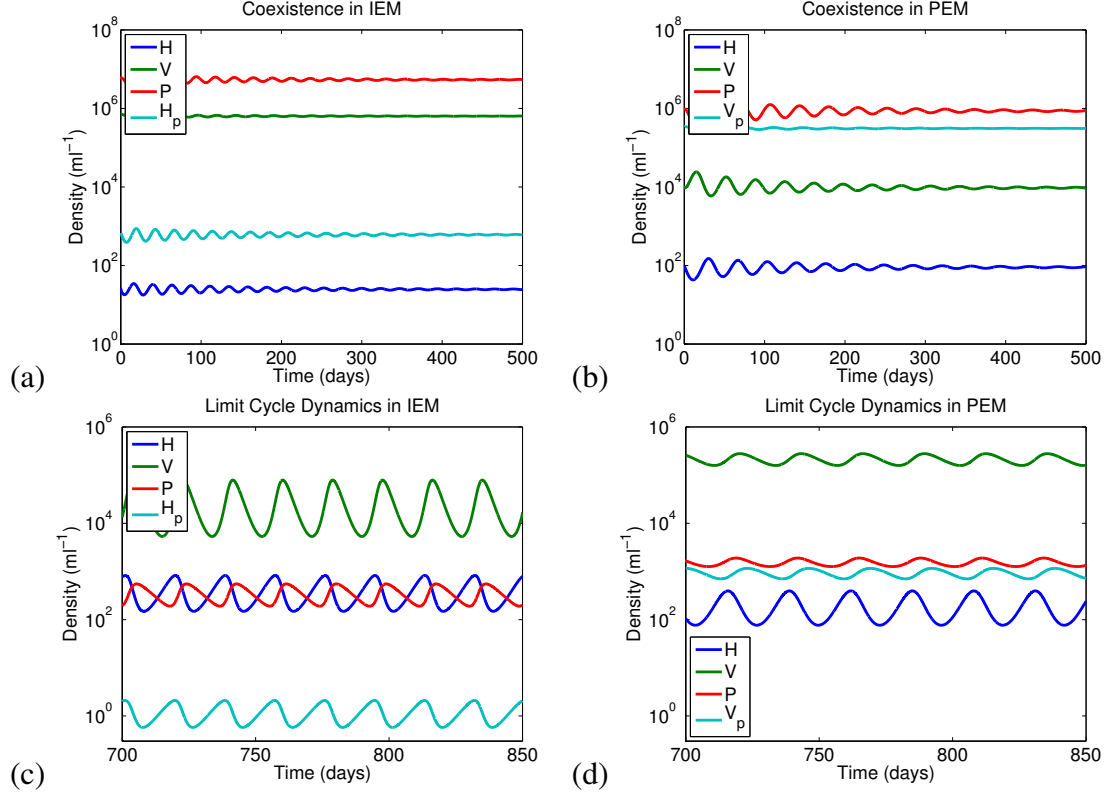 Coexistence in IEM
10^8
10^6
10^4
10^2
10^0
Density (ml^-1)
H
V
P
H_p
0 100 200 300 400 500
Time (days)
(a)
Coexistence in PEM
10^8
10^6
10^4
10^2
10^0
Density (ml^-1)
H
V
P
V_p
0 100 200 300 400 500
Time (days)
(b)
Limit Cycle Dynamics in IEM
10^6
10^4
10^2
10^0
Density (ml^-1)
H
V
P
H_p
700 750 800 850
Time (days)
(c)
Limit Cycle Dynamics in PEM
10^6
10^4
10^2
10^0
Density (ml^-1)
H
V
P
V_p
700 750 800 850
Time (days)
(d)